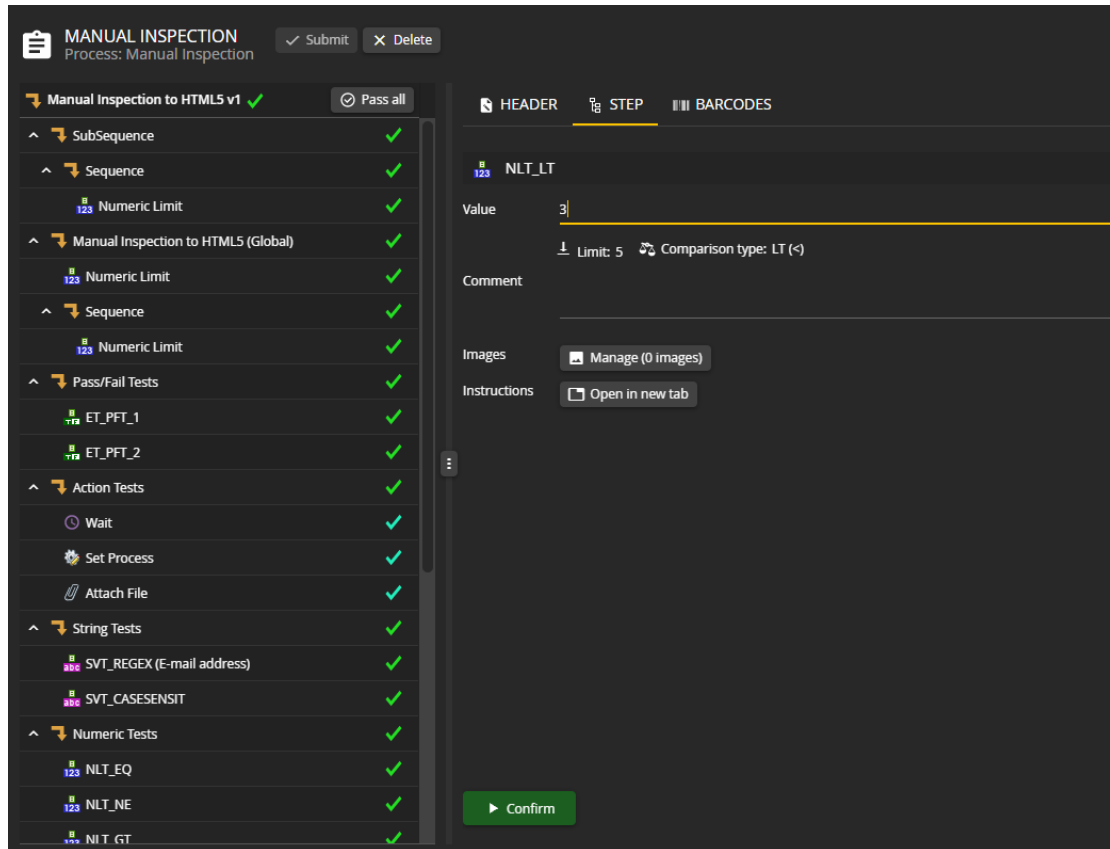 MANUAL INSPECTION
Process: Manual Inspection
Submit
Delete
Manual Inspection to HTML5 v1
Pass all
SubSequence
Sequence
Numeric Limit
Manual Inspection to HTML5 (Global)
Numeric Limit
Sequence
Numeric Limit
Pass/Fail Tests
ET_PFT_1
ET_PFT_2
Action Tests
Wait
Set Process
Attach File
String Tests
SVT_REGEX (E-mail address)
SVT_CASESENSIT
Numeric Tests
NLT_EQ
NLT_NE
NLT_GT
HEADER
STEP
BARCODES
NLT_LT
Value
3
Limit: 5
Comparison type: LT (<)
Comment
Images
Manage (0 images)
Instructions
Open in new tab
Confirm